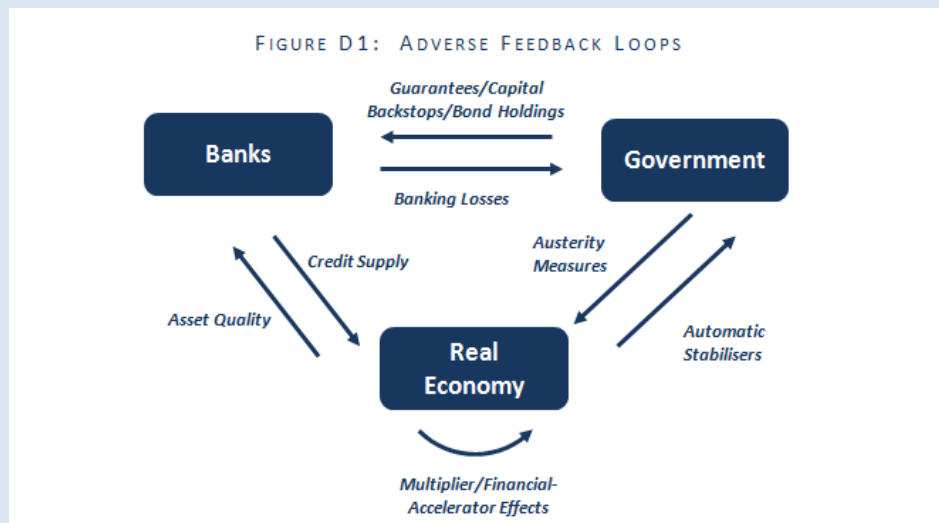 FIGURE D1: ADVERSE FEEDBACK LOOPS
Guarantees/Capital
Backstops/Bond Holdings
Banks
Government
Banking Losses
Austerity
Measures
Credit Supply
Asset Quality
Automatic
Stabilisers
Real
Economy
Multiplier/Financial-
Accelerator Effects